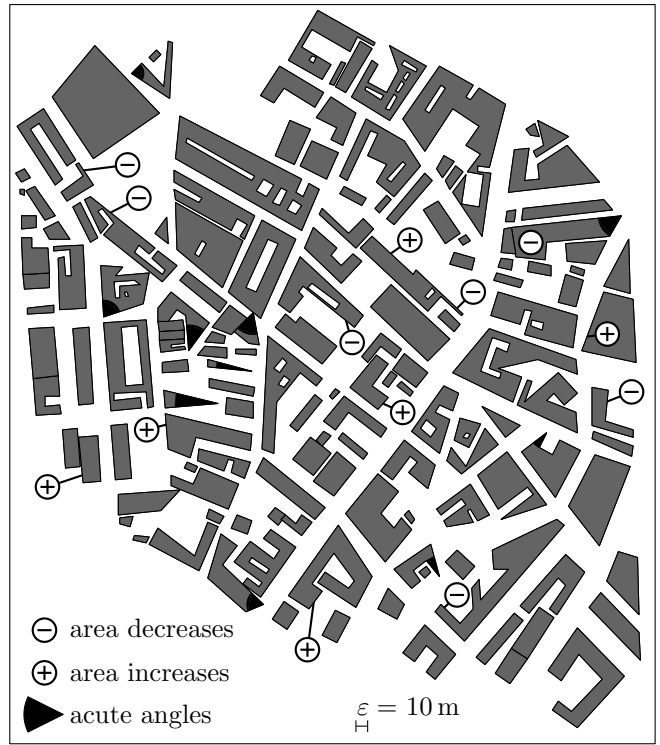 ⊖ area decreases
⊕ area increases
acute angles
ε = 10 m